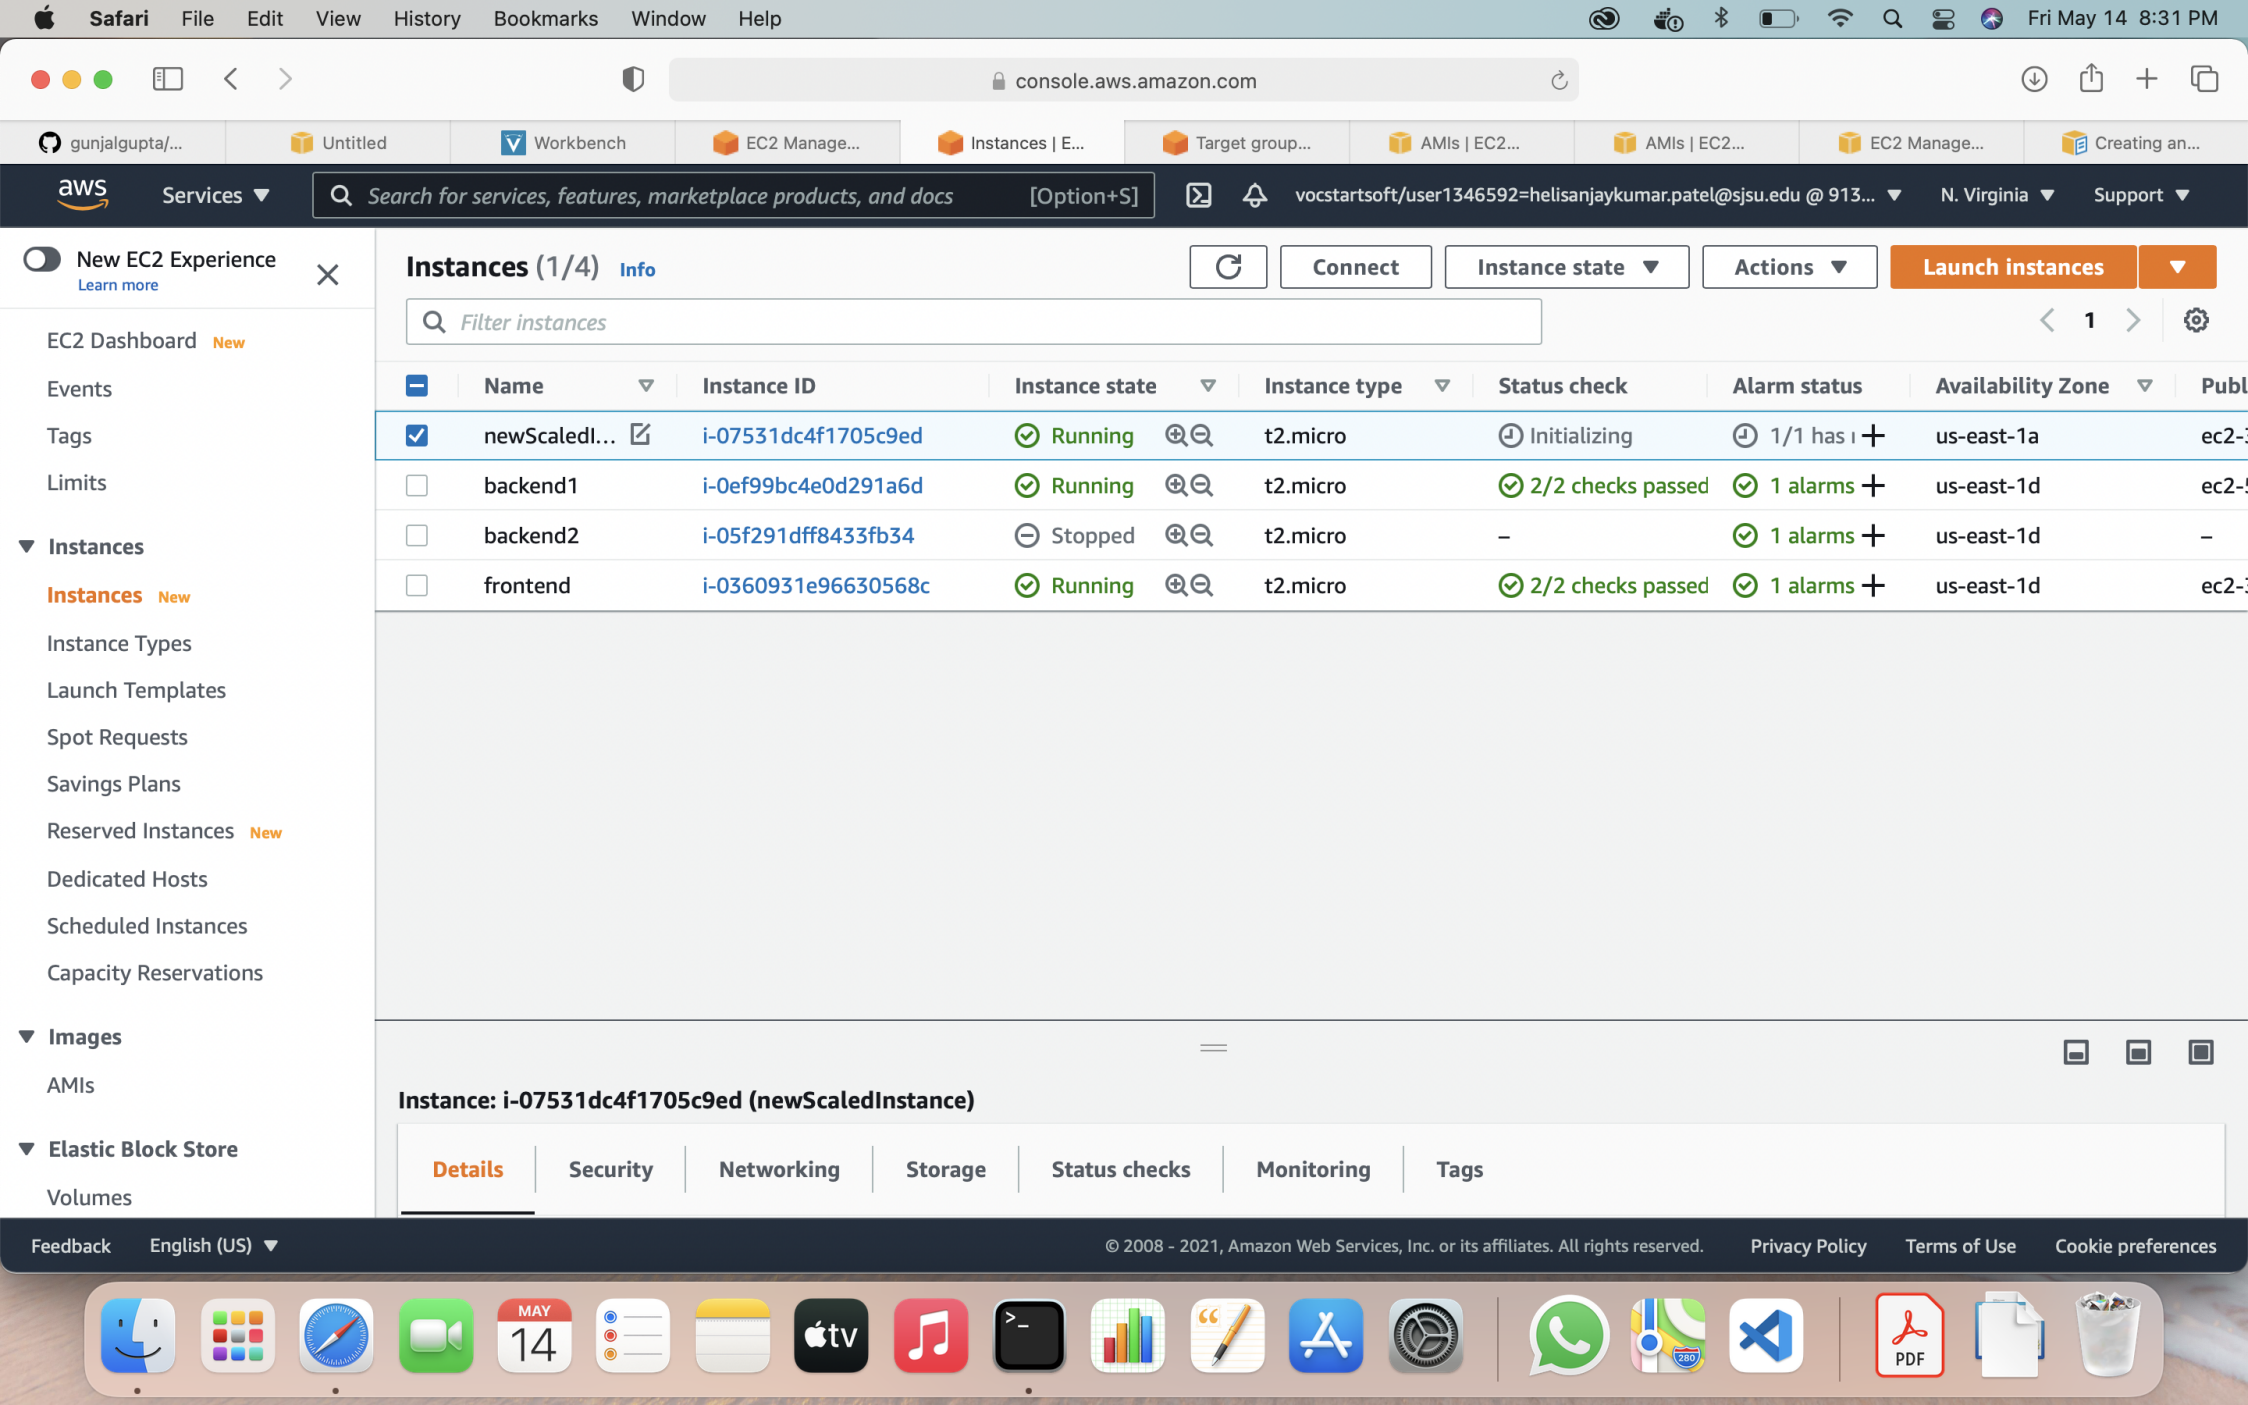 Safari File Edit View History Bookmarks Window Help Fri May 14 8:31 PM
console.aws.amazon.com
gunjalgupta/... Untitled Workbench EC2 Manage... Instances | E... Target group... AMIs | EC2... AMIs | EC2... EC2 Manage... Creating an...
aws Services Search for services, features, marketplace products, and docs [Option+S] vocstartsoft/user1346592=helisanjaykumar.patel@sjsu.edu @ 913... N. Virginia Support
New EC2 Experience
Learn more
EC2 Dashboard New
Events
Tags
Limits
Instances
Instances New
Instance Types
Launch Templates
Spot Requests
Savings Plans
Reserved Instances New
Dedicated Hosts
Scheduled Instances
Capacity Reservations
Images
AMIs
Elastic Block Store
Volumes
Instances (1/4) Info Connect Instance state Actions Launch instances
Filter instances 1
Name Instance ID Instance state Instance type Status check Alarm status Availability Zone Publ
newScaledI... i-07531dc4f1705c9ed Running t2.micro Initializing 1/1 has us-east-1a ec2-3
backend1 i-0ef99bc4e0d291a6d Running t2.micro 2/2 checks passed 1 alarms us-east-1d ec2-5
backend2 i-05f291dff8433fb34 Stopped t2.micro – 1 alarms us-east-1d –
frontend i-0360931e96630568c Running t2.micro 2/2 checks passed 1 alarms us-east-1d ec2-3
Instance: i-07531dc4f1705c9ed (newScaledInstance)
Details Security Networking Storage Status checks Monitoring Tags
Feedback English (US) © 2008 - 2021, Amazon Web Services, Inc. or its affiliates. All rights reserved. Privacy Policy Terms of Use Cookie preferences
MAY
14
tv
>_
280
PDF